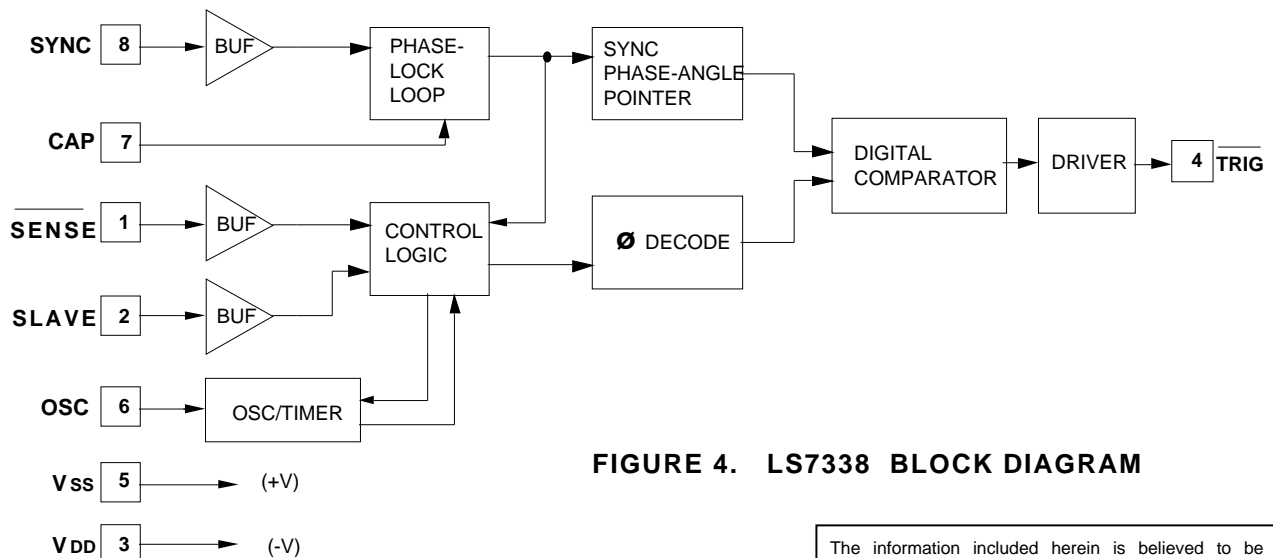 SYNC 8
BUF
PHASE-
LOCK
LOOP
SYNC
PHASE-ANGLE
POINTER
CAP 7
DIGITAL
COMPARATOR
DRIVER
4 TRIG
SENSE 1
BUF
CONTROL
LOGIC
Ø DECODE
SLAVE 2
BUF
OSC 6
OSC/TIMER
VSS 5 (+V)
FIGURE 4. LS7338 BLOCK DIAGRAM
VDD 3 (-V)
The information included herein is believed to be